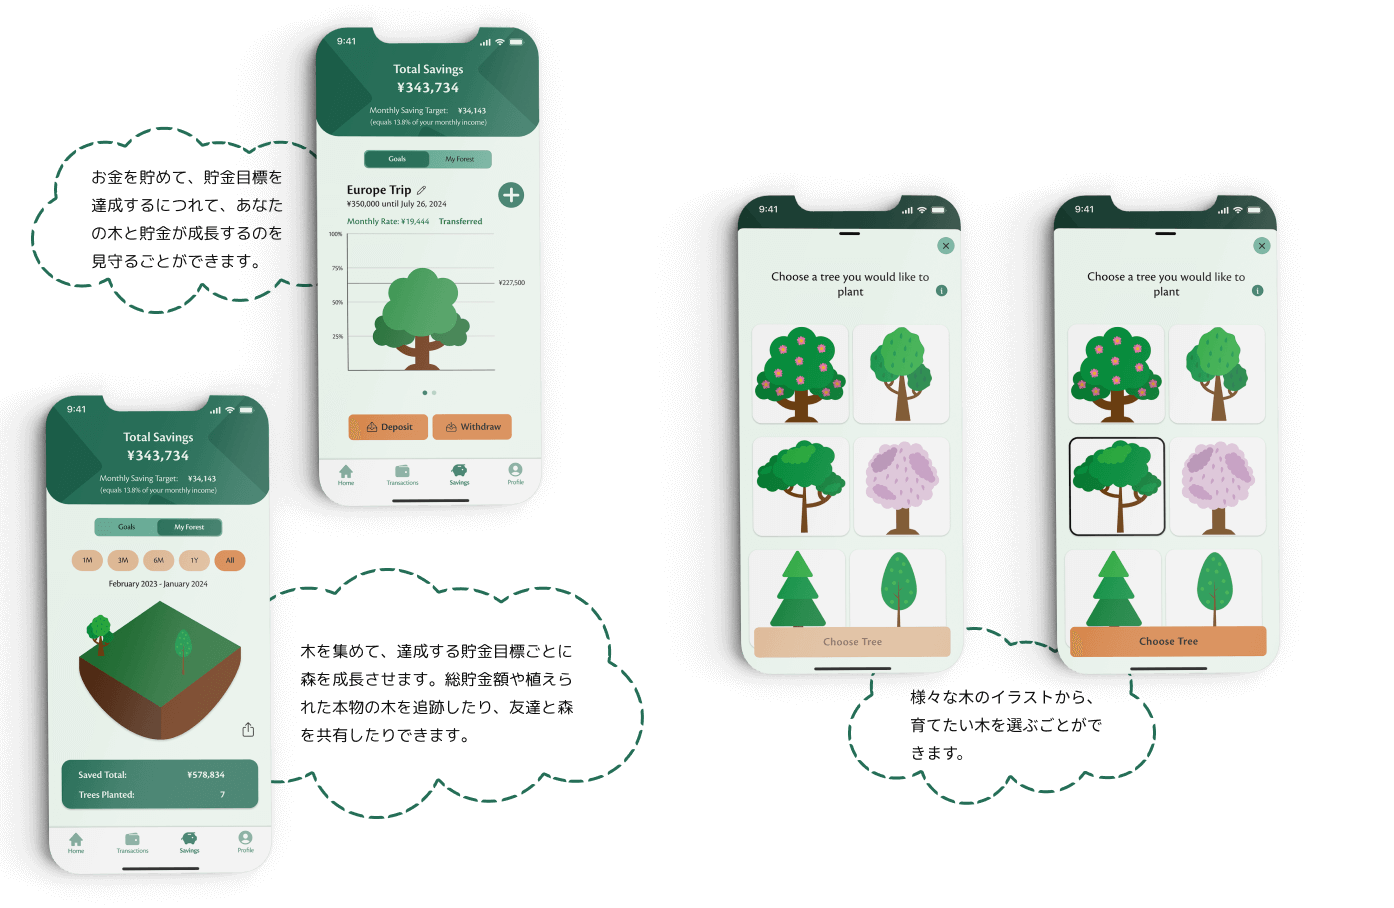 9:41
Total Savings
¥343,734
Monthly Saving Target: ¥34,143
(equals 13.8% of your monthly income)
Goals My Forest
Europe Trip
¥350,000 until July 26, 2024
Monthly Rate: ¥19,444 Transferred
100%
75%
¥227,500
50%
25%
Deposit Withdraw
Home Transactions Savings Profile
お金を貯めて、貯金目標を
達成するにつれて、あなた
の木と貯金が成長するのを
見守るごとができます。
9:41
Total Savings
¥343,734
Monthly Saving Target: ¥34,143
(equals 13.8% of your monthly income)
Goals My Forest
1M 3M 6M 1Y All
February 2023 - January 2024
Saved Total: ¥578,834
Trees Planted: 7
Home Transactions Savings Profile
木を集めて、達成する貯金目標ごとに
森を成長させます。総貯金額や植えら
れた本物の木を追跡したり、友達と森
を共有したりできます。
9:41
Choose a tree you would like to
plant
i
Choose Tree
9:41
Choose a tree you would like to
plant
i
Choose Tree
様々な木のイラストから、
育てたい木を選ぶごとがで
きます。